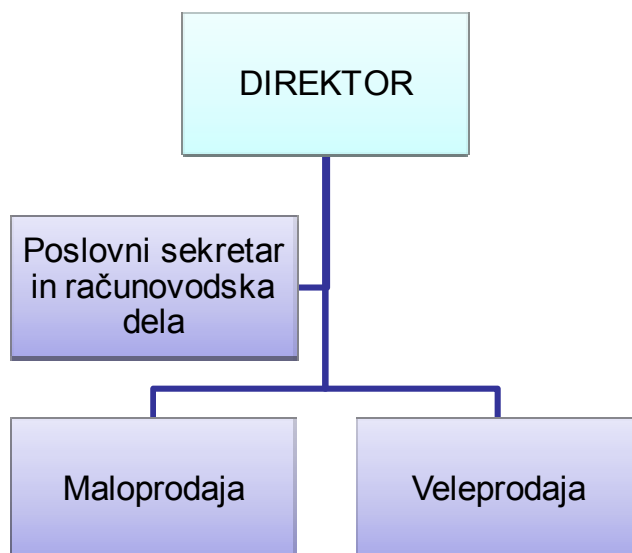 DIREKTOR
Poslovni sekretar
in računovodska
dela
Maloprodaja
Veleprodaja